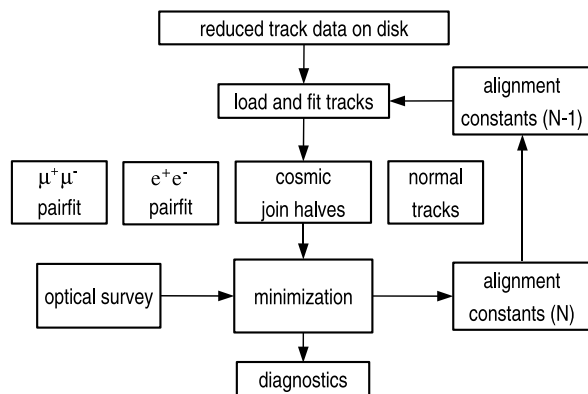 reduced track data on disk
load and fit tracks
alignment
constants (N-1)
μ⁺μ⁻
pairfit
e⁺e⁻
pairfit
cosmic
join halves
normal
tracks
optical survey
minimization
alignment
constants (N)
diagnostics